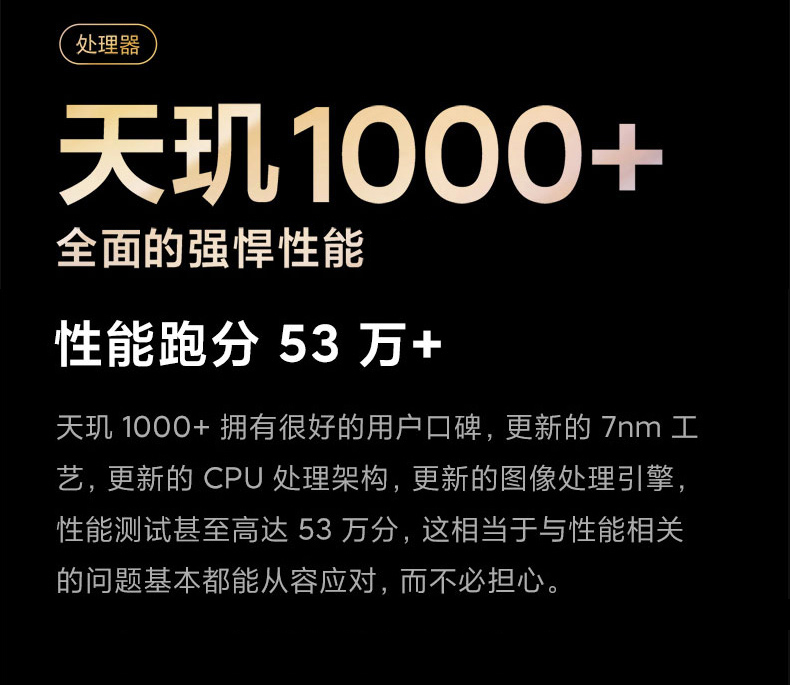 处理器
天玑1000+
全面的强悍性能
性能跑分 53 万+
天玑 1000+ 拥有很好的用户口碑，更新的 7nm 工
艺，更新的 CPU 处理架构，更新的图像处理引擎，
性能测试甚至高达 53 万分，这相当于与性能相关
的问题基本都能从容应对，而不必担心。